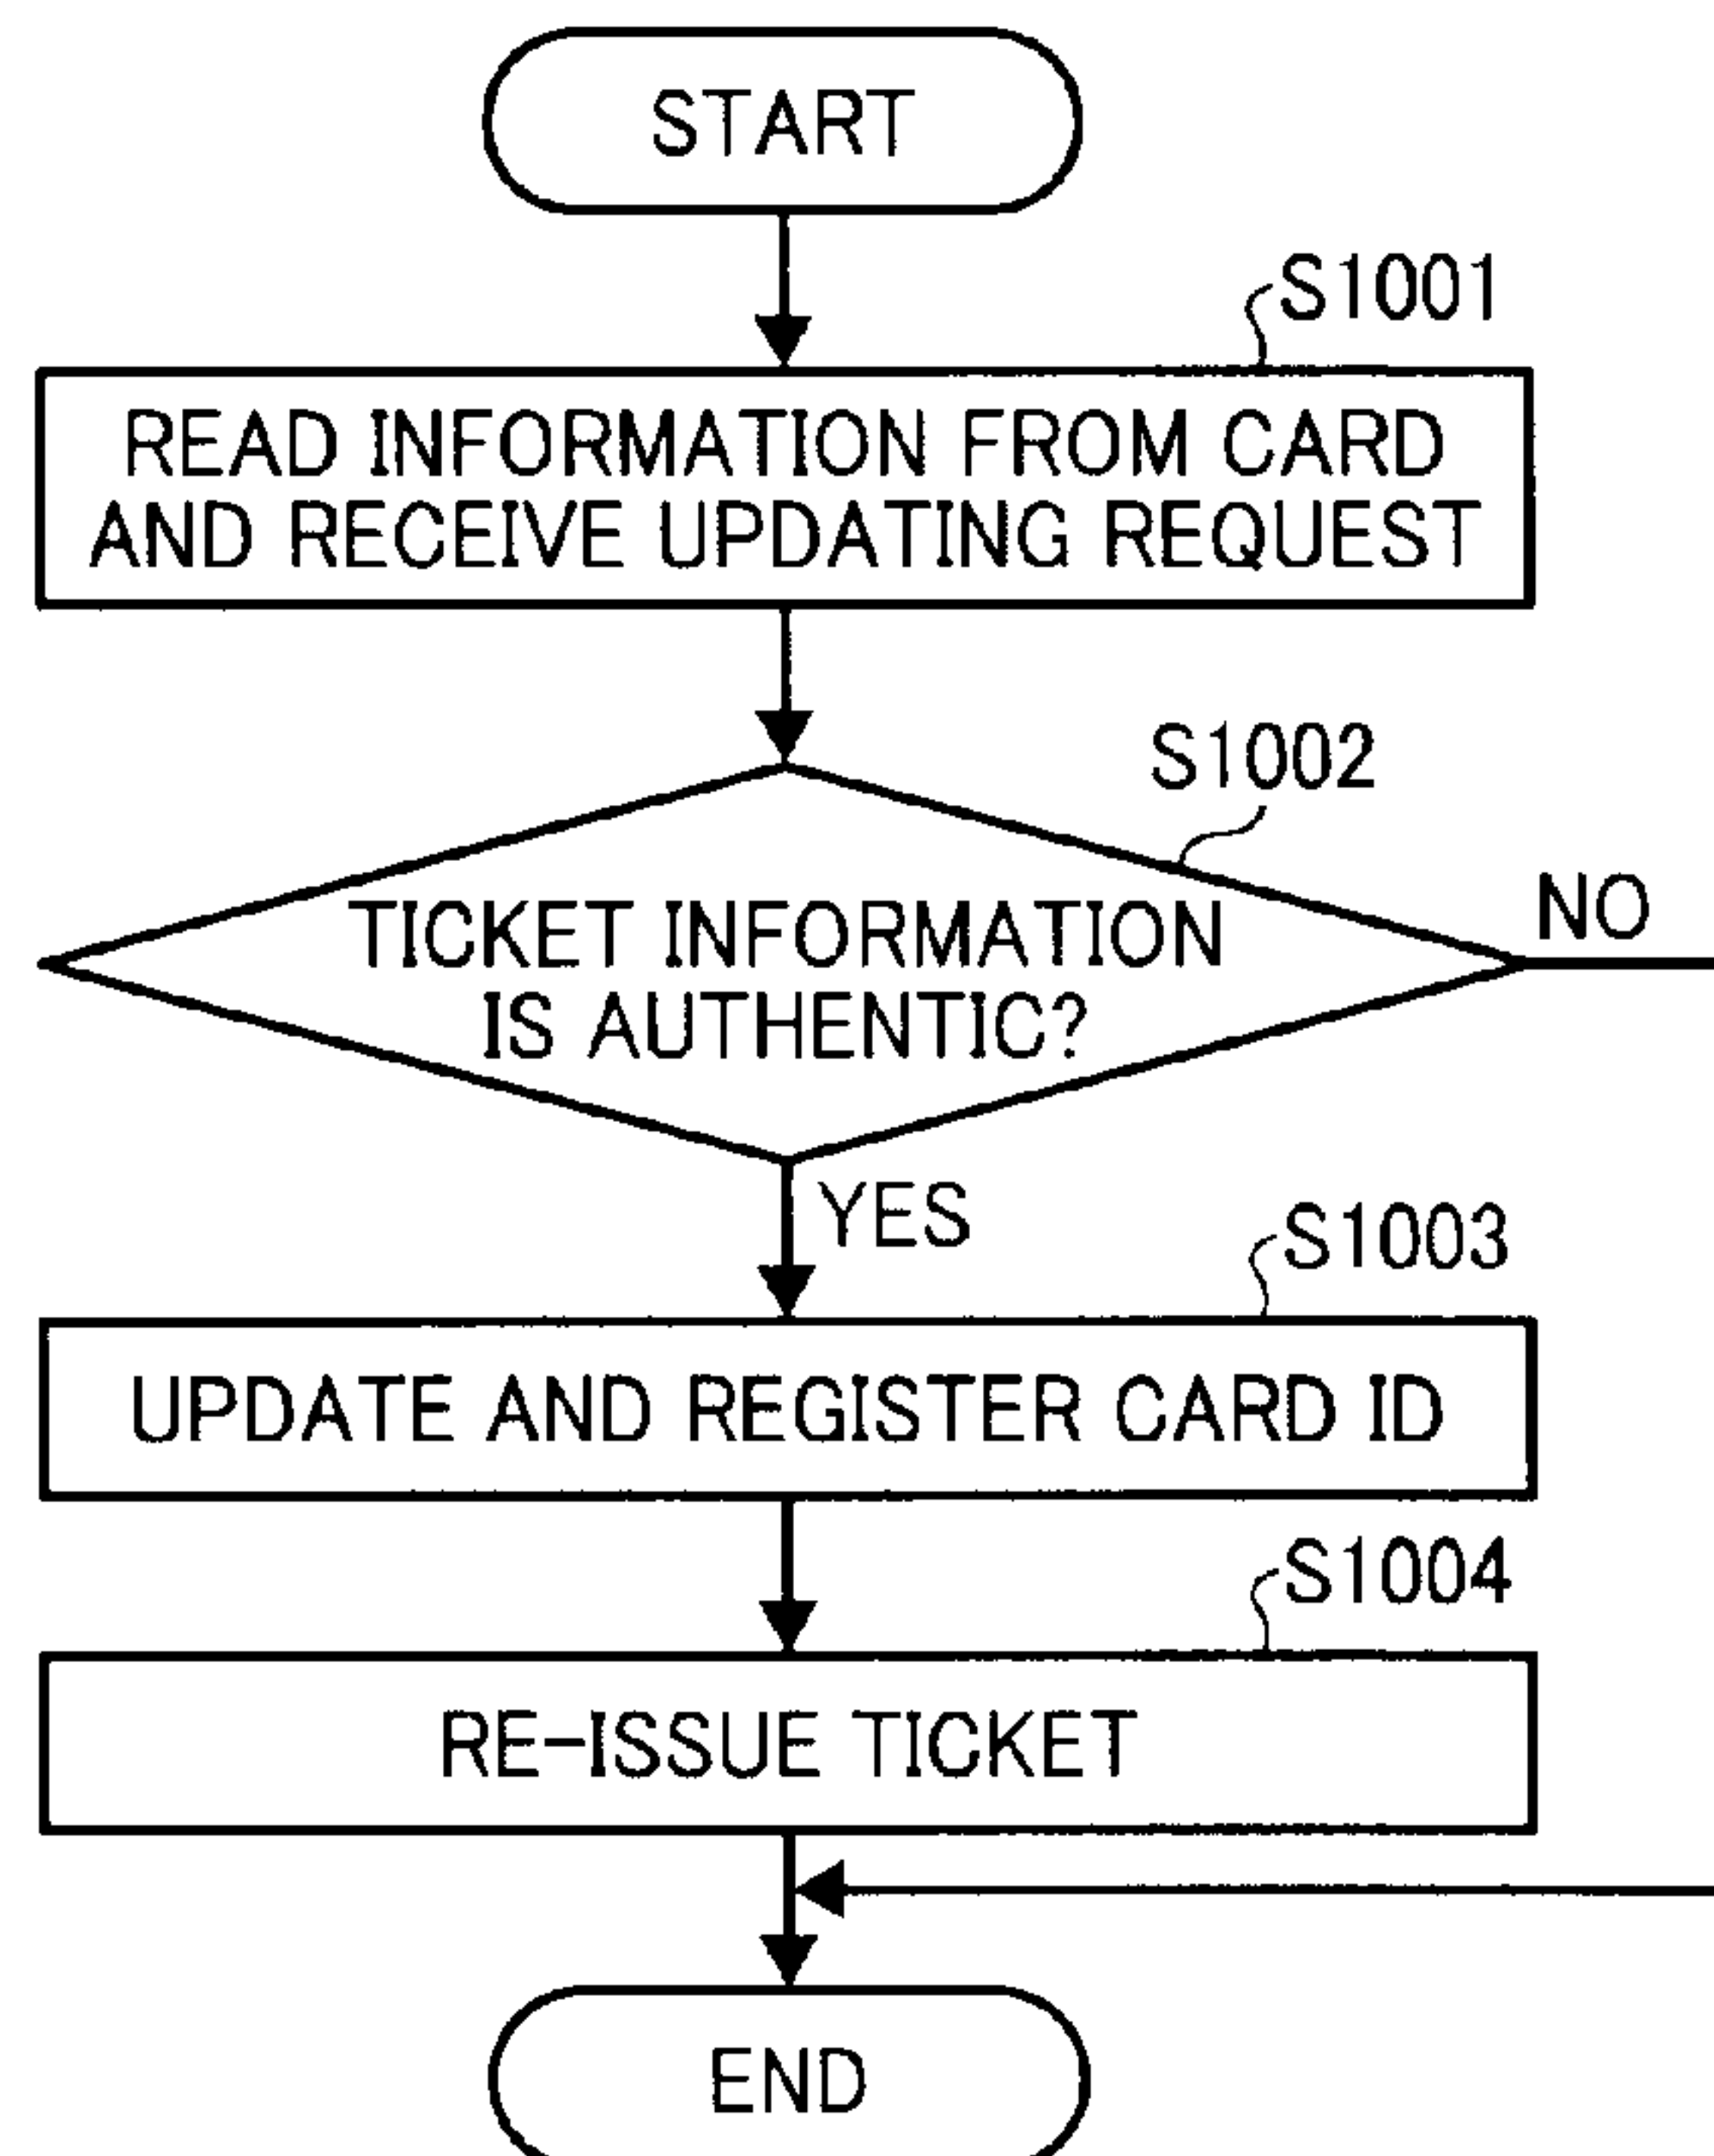 START
S1001
READ INFORMATION FROM CARD
AND RECEIVE UPDATING REQUEST
S1002
NO
TICKET INFORMATION
IS AUTHENTIC?
YES
S1003
UPDATE AND REGISTER CARD ID
S1004
RE-ISSUE TICKET
END